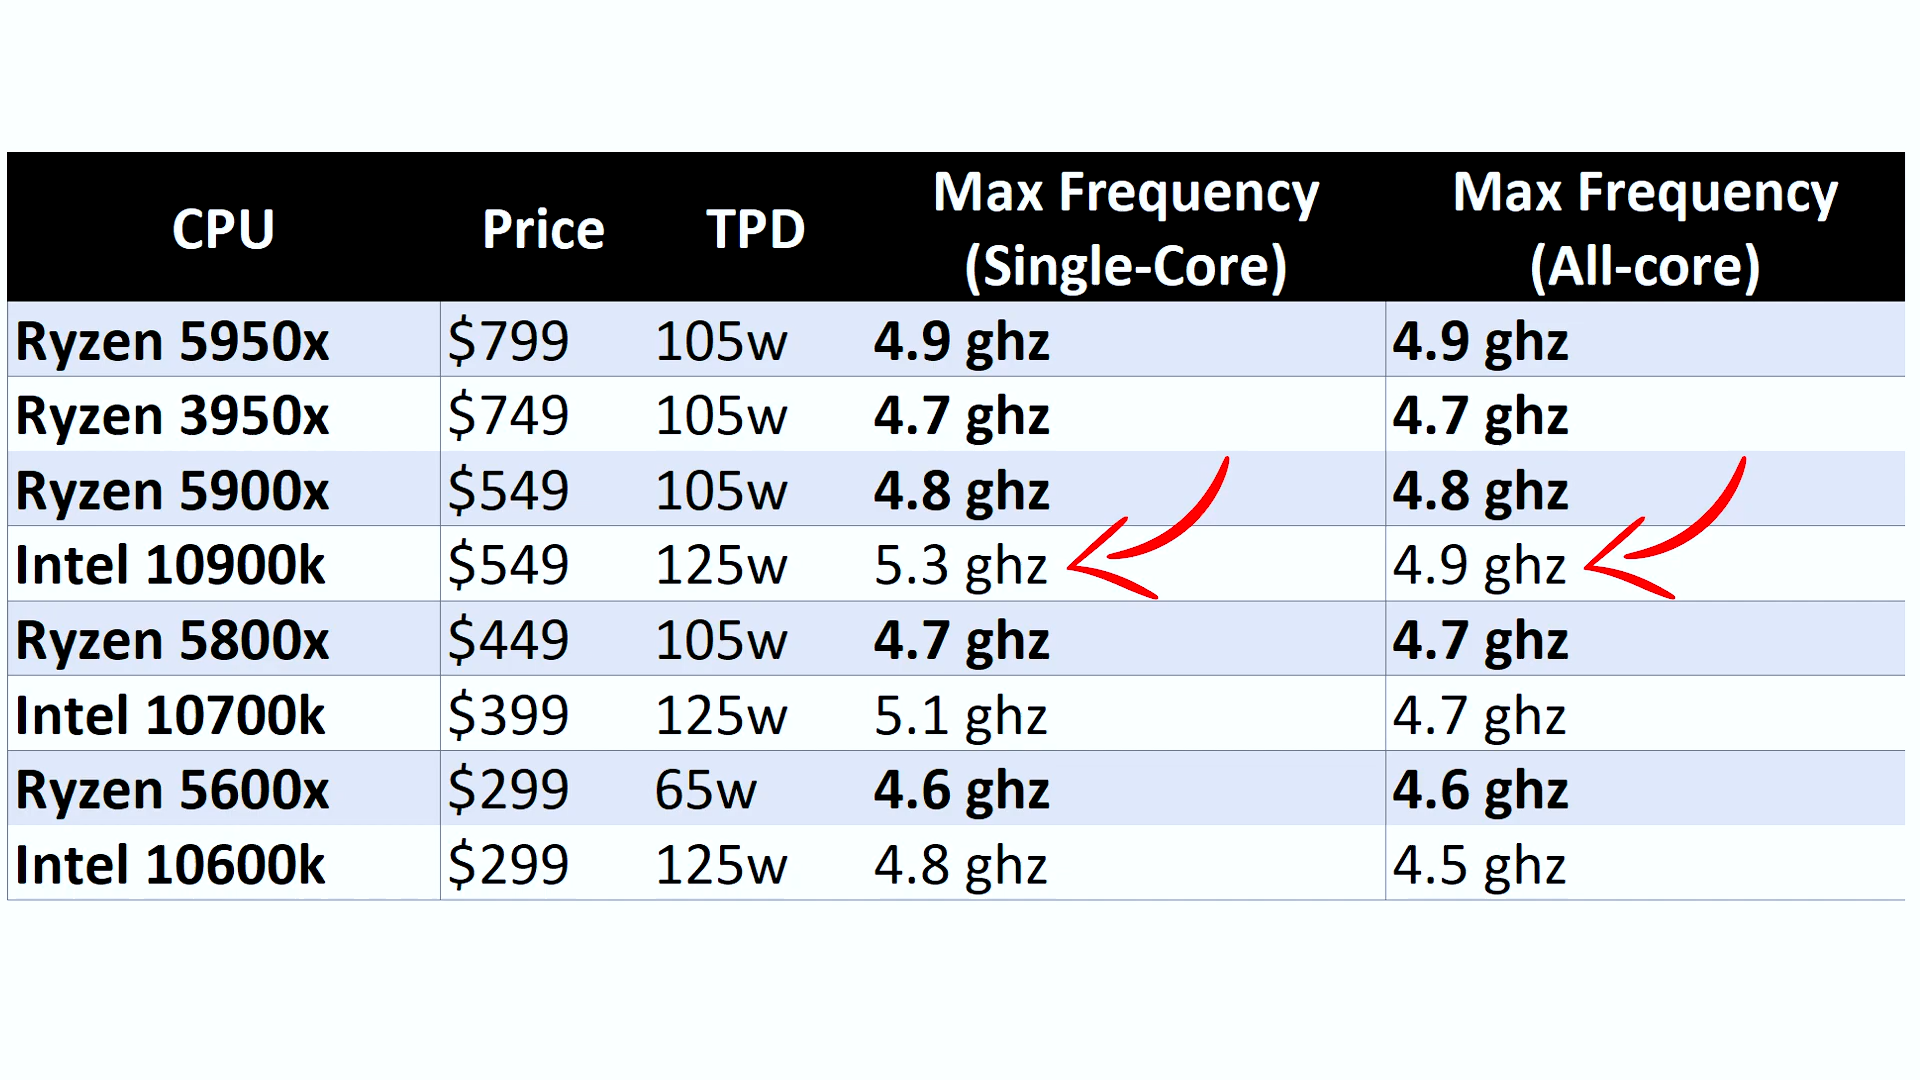 CPU Price TPD Max Frequency (Single-Core) Max Frequency (All-core)
Ryzen 5950x $799 105w 4.9 ghz 4.9 ghz
Ryzen 3950x $749 105w 4.7 ghz 4.7 ghz
Ryzen 5900x $549 105w 4.8 ghz 4.8 ghz
Intel 10900k $549 125w 5.3 ghz 4.9 ghz
Ryzen 5800x $449 105w 4.7 ghz 4.7 ghz
Intel 10700k $399 125w 5.1 ghz 4.7 ghz
Ryzen 5600x $299 65w 4.6 ghz 4.6 ghz
Intel 10600k $299 125w 4.8 ghz 4.5 ghz